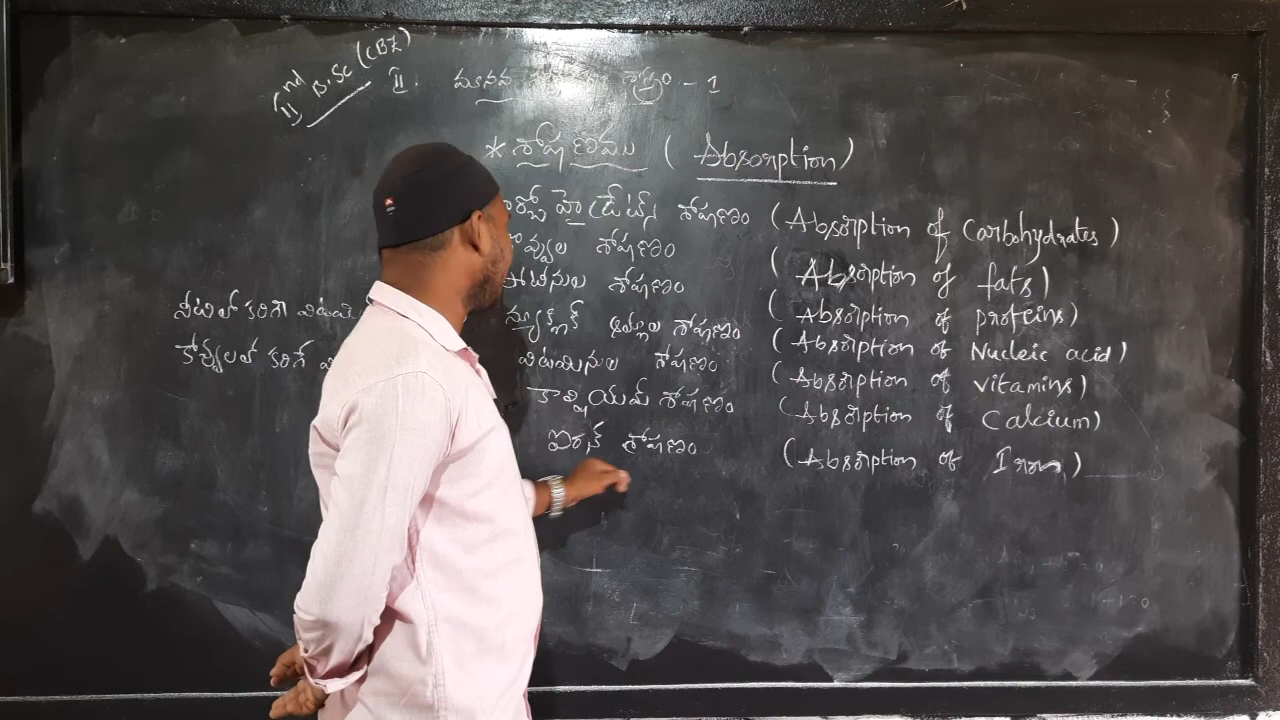 IInd B.Sc (CBZ)
II. మానవ శాస్త్రం - 1
* శోషణము (Absorption)
శోషణం (Absorption of Carbohydrates)
శోషణం (Absorption of fats)
శోషణం (Absorption of proteins)
న్యూక్లిక్ ఆమ్లాల శోషణం (Absorption of Nucleic acid)
విటమినుల శోషణం (Absorption of vitamins)
కాల్షియమ్ శోషణం (Absorption of Calcium)
ఐరన్ శోషణం (Absorption of Iron)
నీటిలో కరిగే
కొవ్వులలో కరిగే